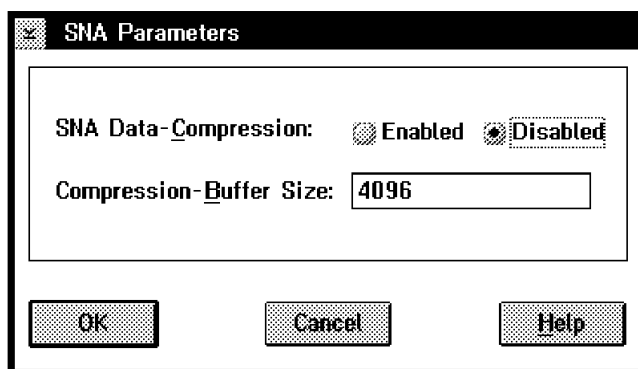 SNA Parameters
SNA Data-Compression: Enabled Disabled
Compression-Buffer Size: 4096
OK Cancel Help